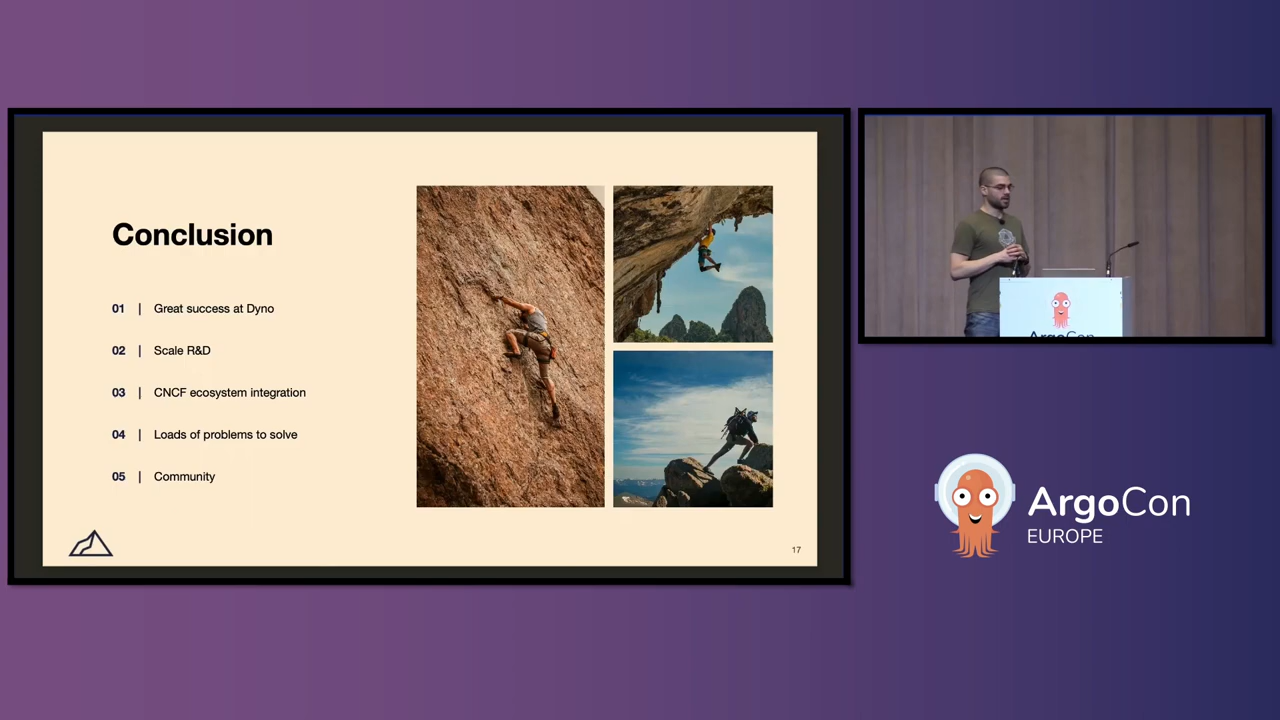 Conclusion
01 | Great success at Dyno
02 | Scale R&D
03 | CNCF ecosystem integration
04 | Loads of problems to solve
05 | Community
17
ArgoCon
ArgoCon
EUROPE